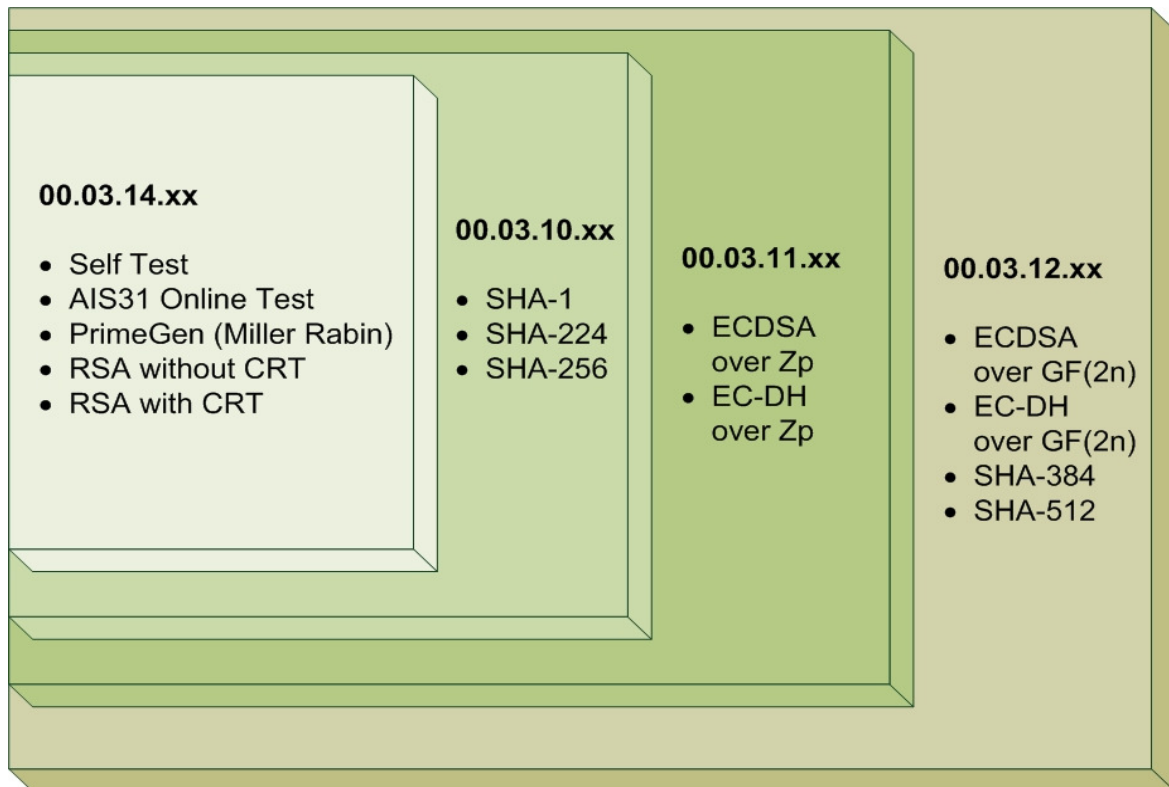 00.03.14.xx
• Self Test
• AIS31 Online Test
• PrimeGen (Miller Rabin)
• RSA without CRT
• RSA with CRT
00.03.10.xx
• SHA-1
• SHA-224
• SHA-256
00.03.11.xx
• ECDSA
over Zp
• EC-DH
over Zp
00.03.12.xx
• ECDSA
over GF(2n)
• EC-DH
over GF(2n)
• SHA-384
• SHA-512